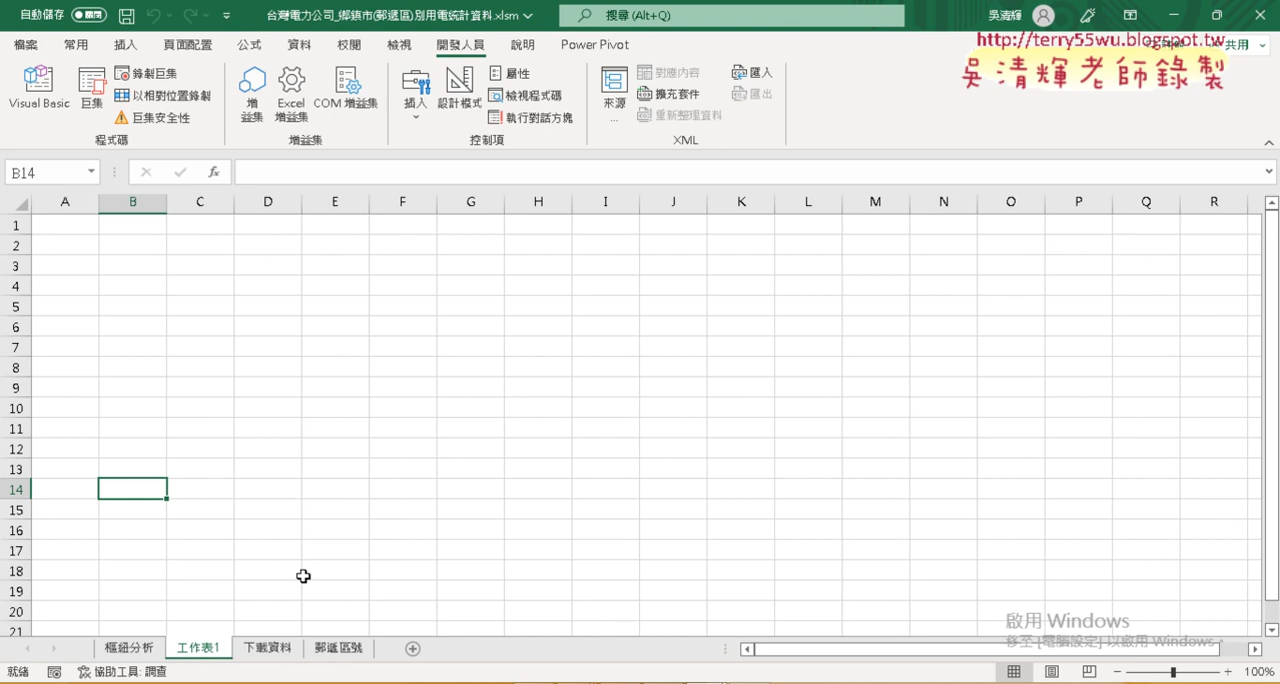 自動儲存
台灣電力公司_鄉鎮市(郵遞區)別用電統計資料.xlsm
搜尋 (Alt+Q)
吳清輝
檔案 常用 插入 頁面配置 公式 資料 校閱 檢視 開發人員 說明 Power Pivot
共用
http://terry55wu.blogspot.tw
吳清輝老師錄製
Visual Basic
巨集
錄製巨集
以相對位置錄製
巨集安全性
程式碼
增益集
Excel 增益集
COM 增益集
增益集
插入
設計模式
屬性
檢視程式碼
執行對話方塊
控制項
來源...
對應內容
擴充套件
重新整理資料
匯入
匯出
XML
B14
fx
A B C D E F G H I J K L M N O P Q R
1
2
3
4
5
6
7
8
9
10
11
12
13
14
15
16
17
18
19
20
21
啟用 Windows
移至 [電腦設定] 以啟用 Windows。
樞紐分析 工作表1 下載資料 郵遞區號
就緒 協助工具: 調查
100%